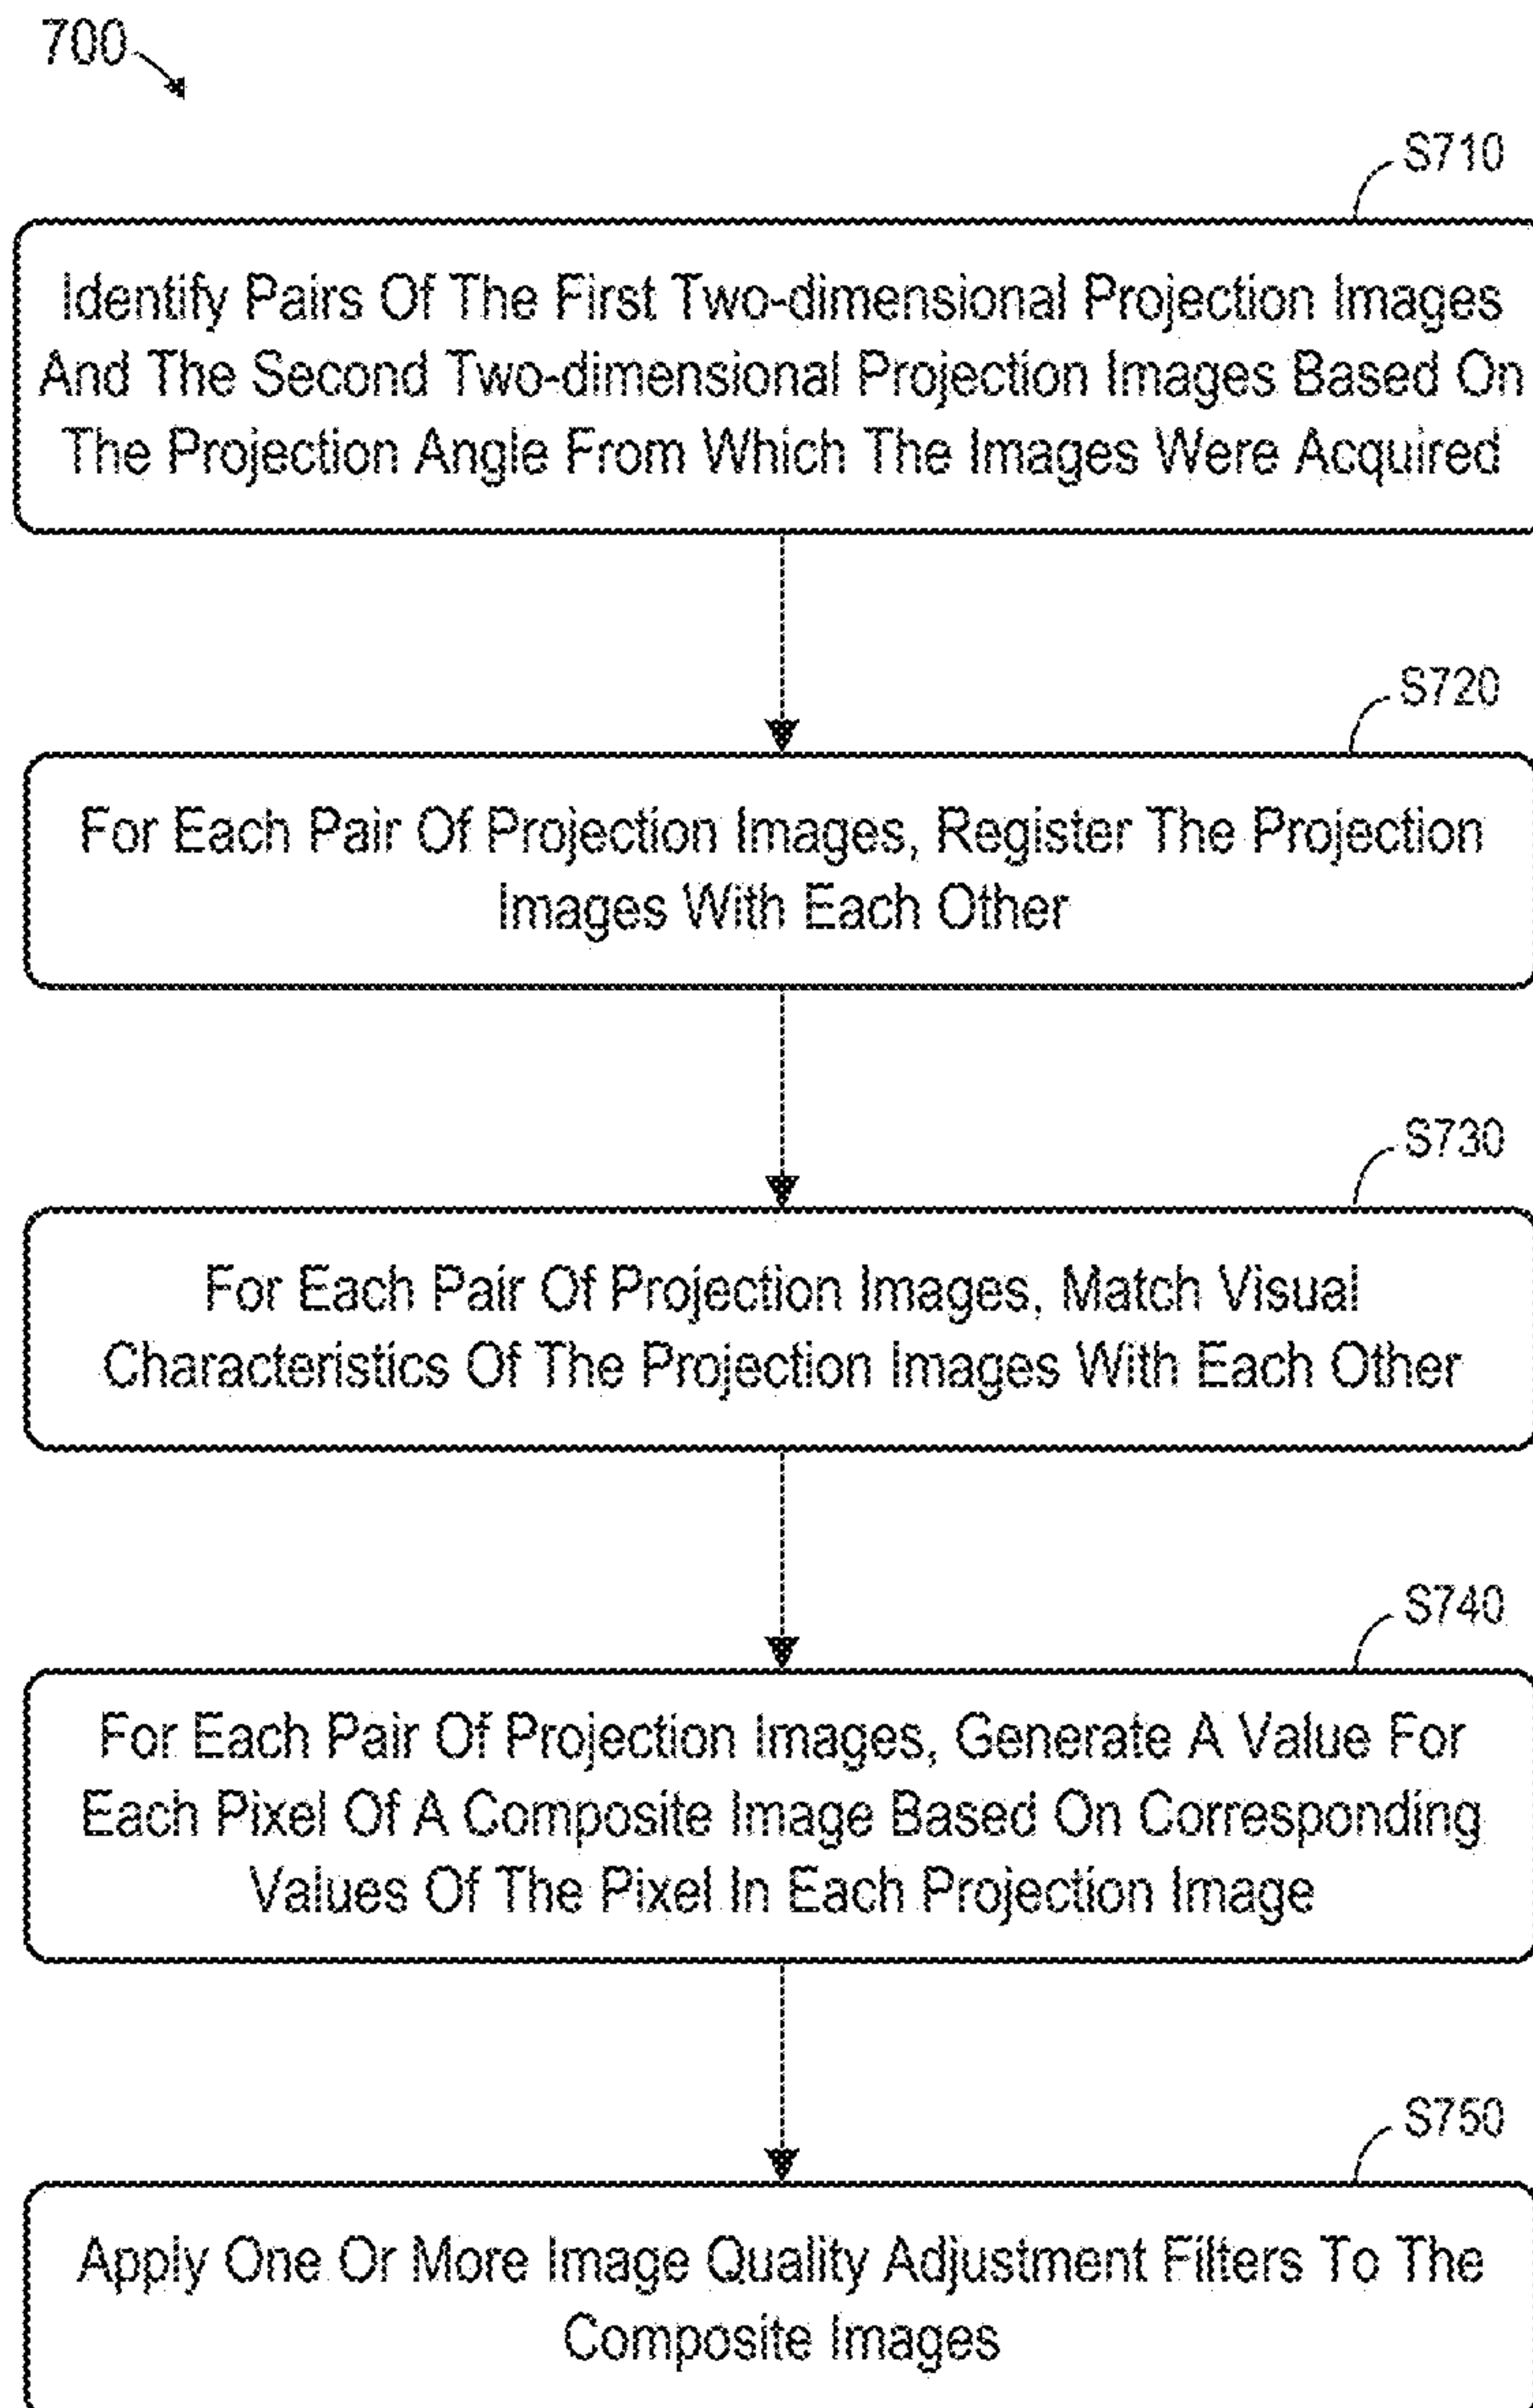 700
S710
Identify Pairs Of The First Two-dimensional Projection Images
And The Second Two-dimensional Projection Images Based On
The Projection Angle From Which The Images Were Acquired
S720
For Each Pair Of Projection Images, Register The Projection
Images With Each Other
S730
For Each Pair Of Projection Images, Match Visual
Characteristics Of The Projection Images With Each Other
S740
For Each Pair Of Projection Images, Generate A Value For
Each Pixel Of A Composite Image Based On Corresponding
Values Of The Pixel In Each Projection Image
S750
Apply One Or More Image Quality Adjustment Filters To The
Composite Images